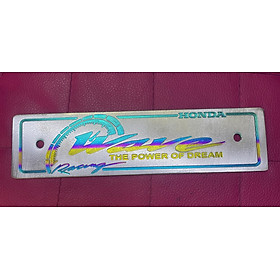 HONDA
Wave
THE POWER OF DREAM
Racing